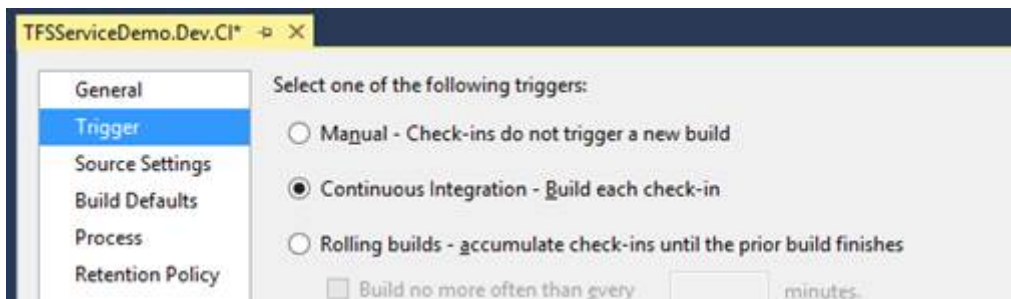 TFSServiceDemo.Dev.CI*
General
Trigger
Source Settings
Build Defaults
Process
Retention Policy
Select one of the following triggers:
Manual - Check-ins do not trigger a new build
Continuous Integration - Build each check-in
Rolling builds - accumulate check-ins until the prior build finishes
Build no more often than every minutes.